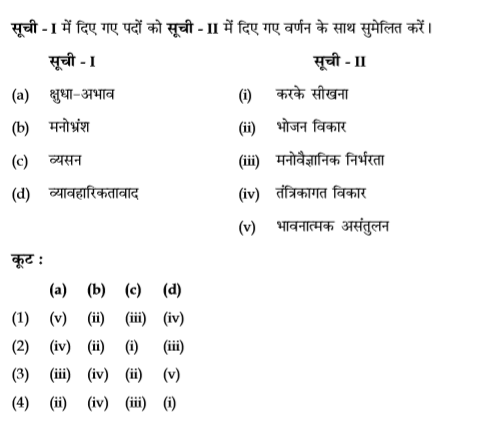 सूची - I में दिए गए पदों को सूची - II में दिए गए वर्णन के साथ सुमेलित करें।
सूची - I सूची - II
(a) क्षुधा-अभाव (i) करके सीखना
(b) मनोभ्रंश (ii) भोजन विकार
(c) व्यसन (iii) मनोवैज्ञानिक निर्भरता
(d) व्यावहारिकतावाद (iv) तंत्रिकागत विकार
(v) भावनात्मक असंतुलन
कूट :
(a) (b) (c) (d)
(1) (v) (ii) (iii) (iv)
(2) (iv) (ii) (i) (iii)
(3) (iii) (iv) (ii) (v)
(4) (ii) (iv) (iii) (i)